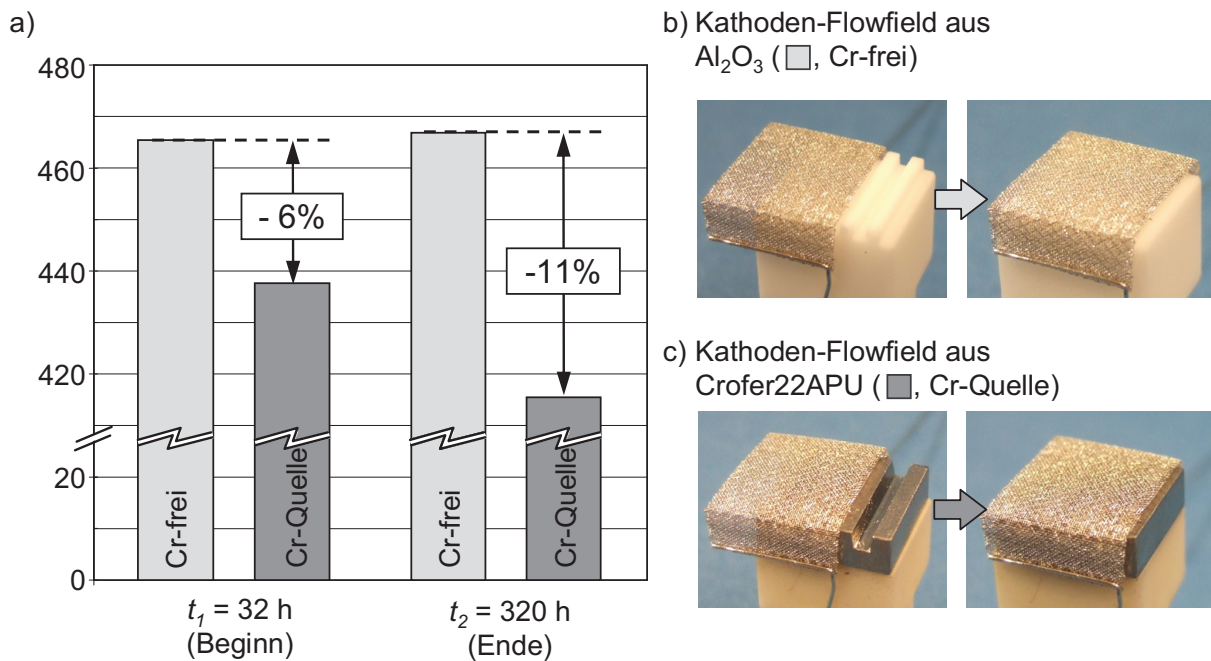 a)
480
460
440
420
20
0
- 6%
-11%
Cr-frei
Cr-Quelle
Cr-frei
Cr-Quelle
t₁ = 32 h
(Beginn)
t₂ = 320 h
(Ende)
b) Kathoden-Flowfield aus
Al₂O₃ (, Cr-frei)
c) Kathoden-Flowfield aus
Crofer22APU (, Cr-Quelle)